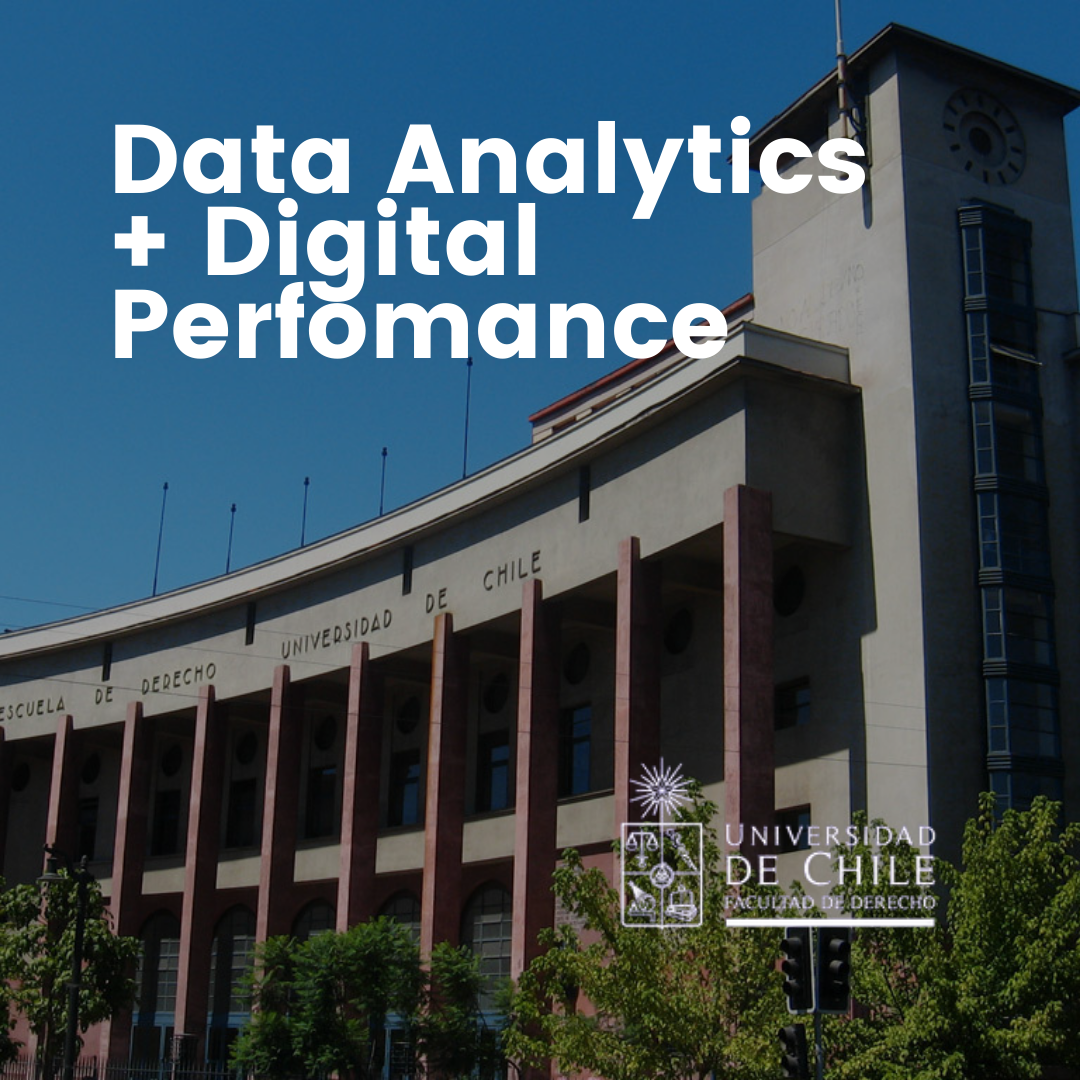 Data Analytics
+ Digital
Perfomance
ESCUELA DE DERECHO UNIVERSIDAD DE CHILE
UNIVERSIDAD
DE CHILE
FACULTAD DE DERECHO